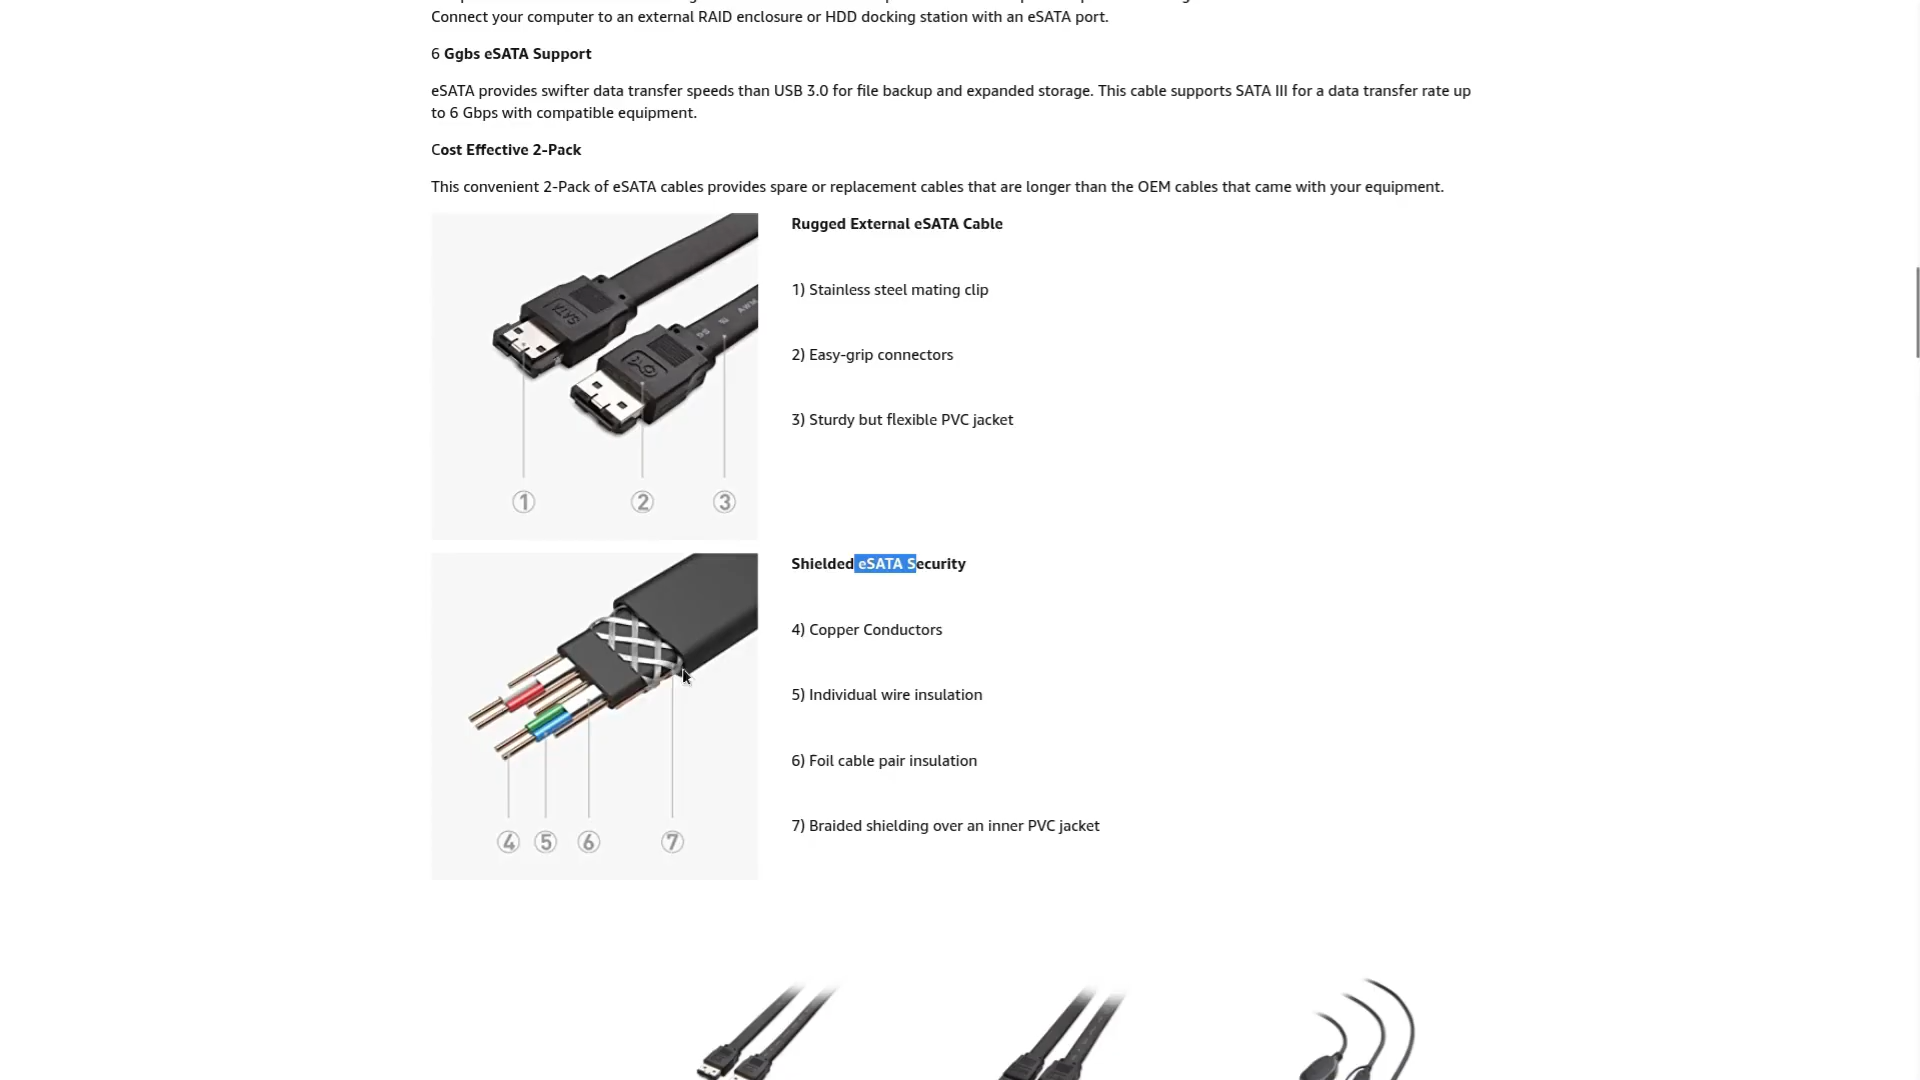 Connect your computer to an external RAID enclosure or HDD docking station with an eSATA port.
6 Ggbs eSATA Support
eSATA provides swifter data transfer speeds than USB 3.0 for file backup and expanded storage. This cable supports SATA III for a data transfer rate up
to 6 Gbps with compatible equipment.
Cost Effective 2-Pack
This convenient 2-Pack of eSATA cables provides spare or replacement cables that are longer than the OEM cables that came with your equipment.
Rugged External eSATA Cable
1) Stainless steel mating clip
2) Easy-grip connectors
3) Sturdy but flexible PVC jacket
SATA
AWM
1 2 3
Shielded eSATA Security
4) Copper Conductors
5) Individual wire insulation
6) Foil cable pair insulation
7) Braided shielding over an inner PVC jacket
4 5 6 7